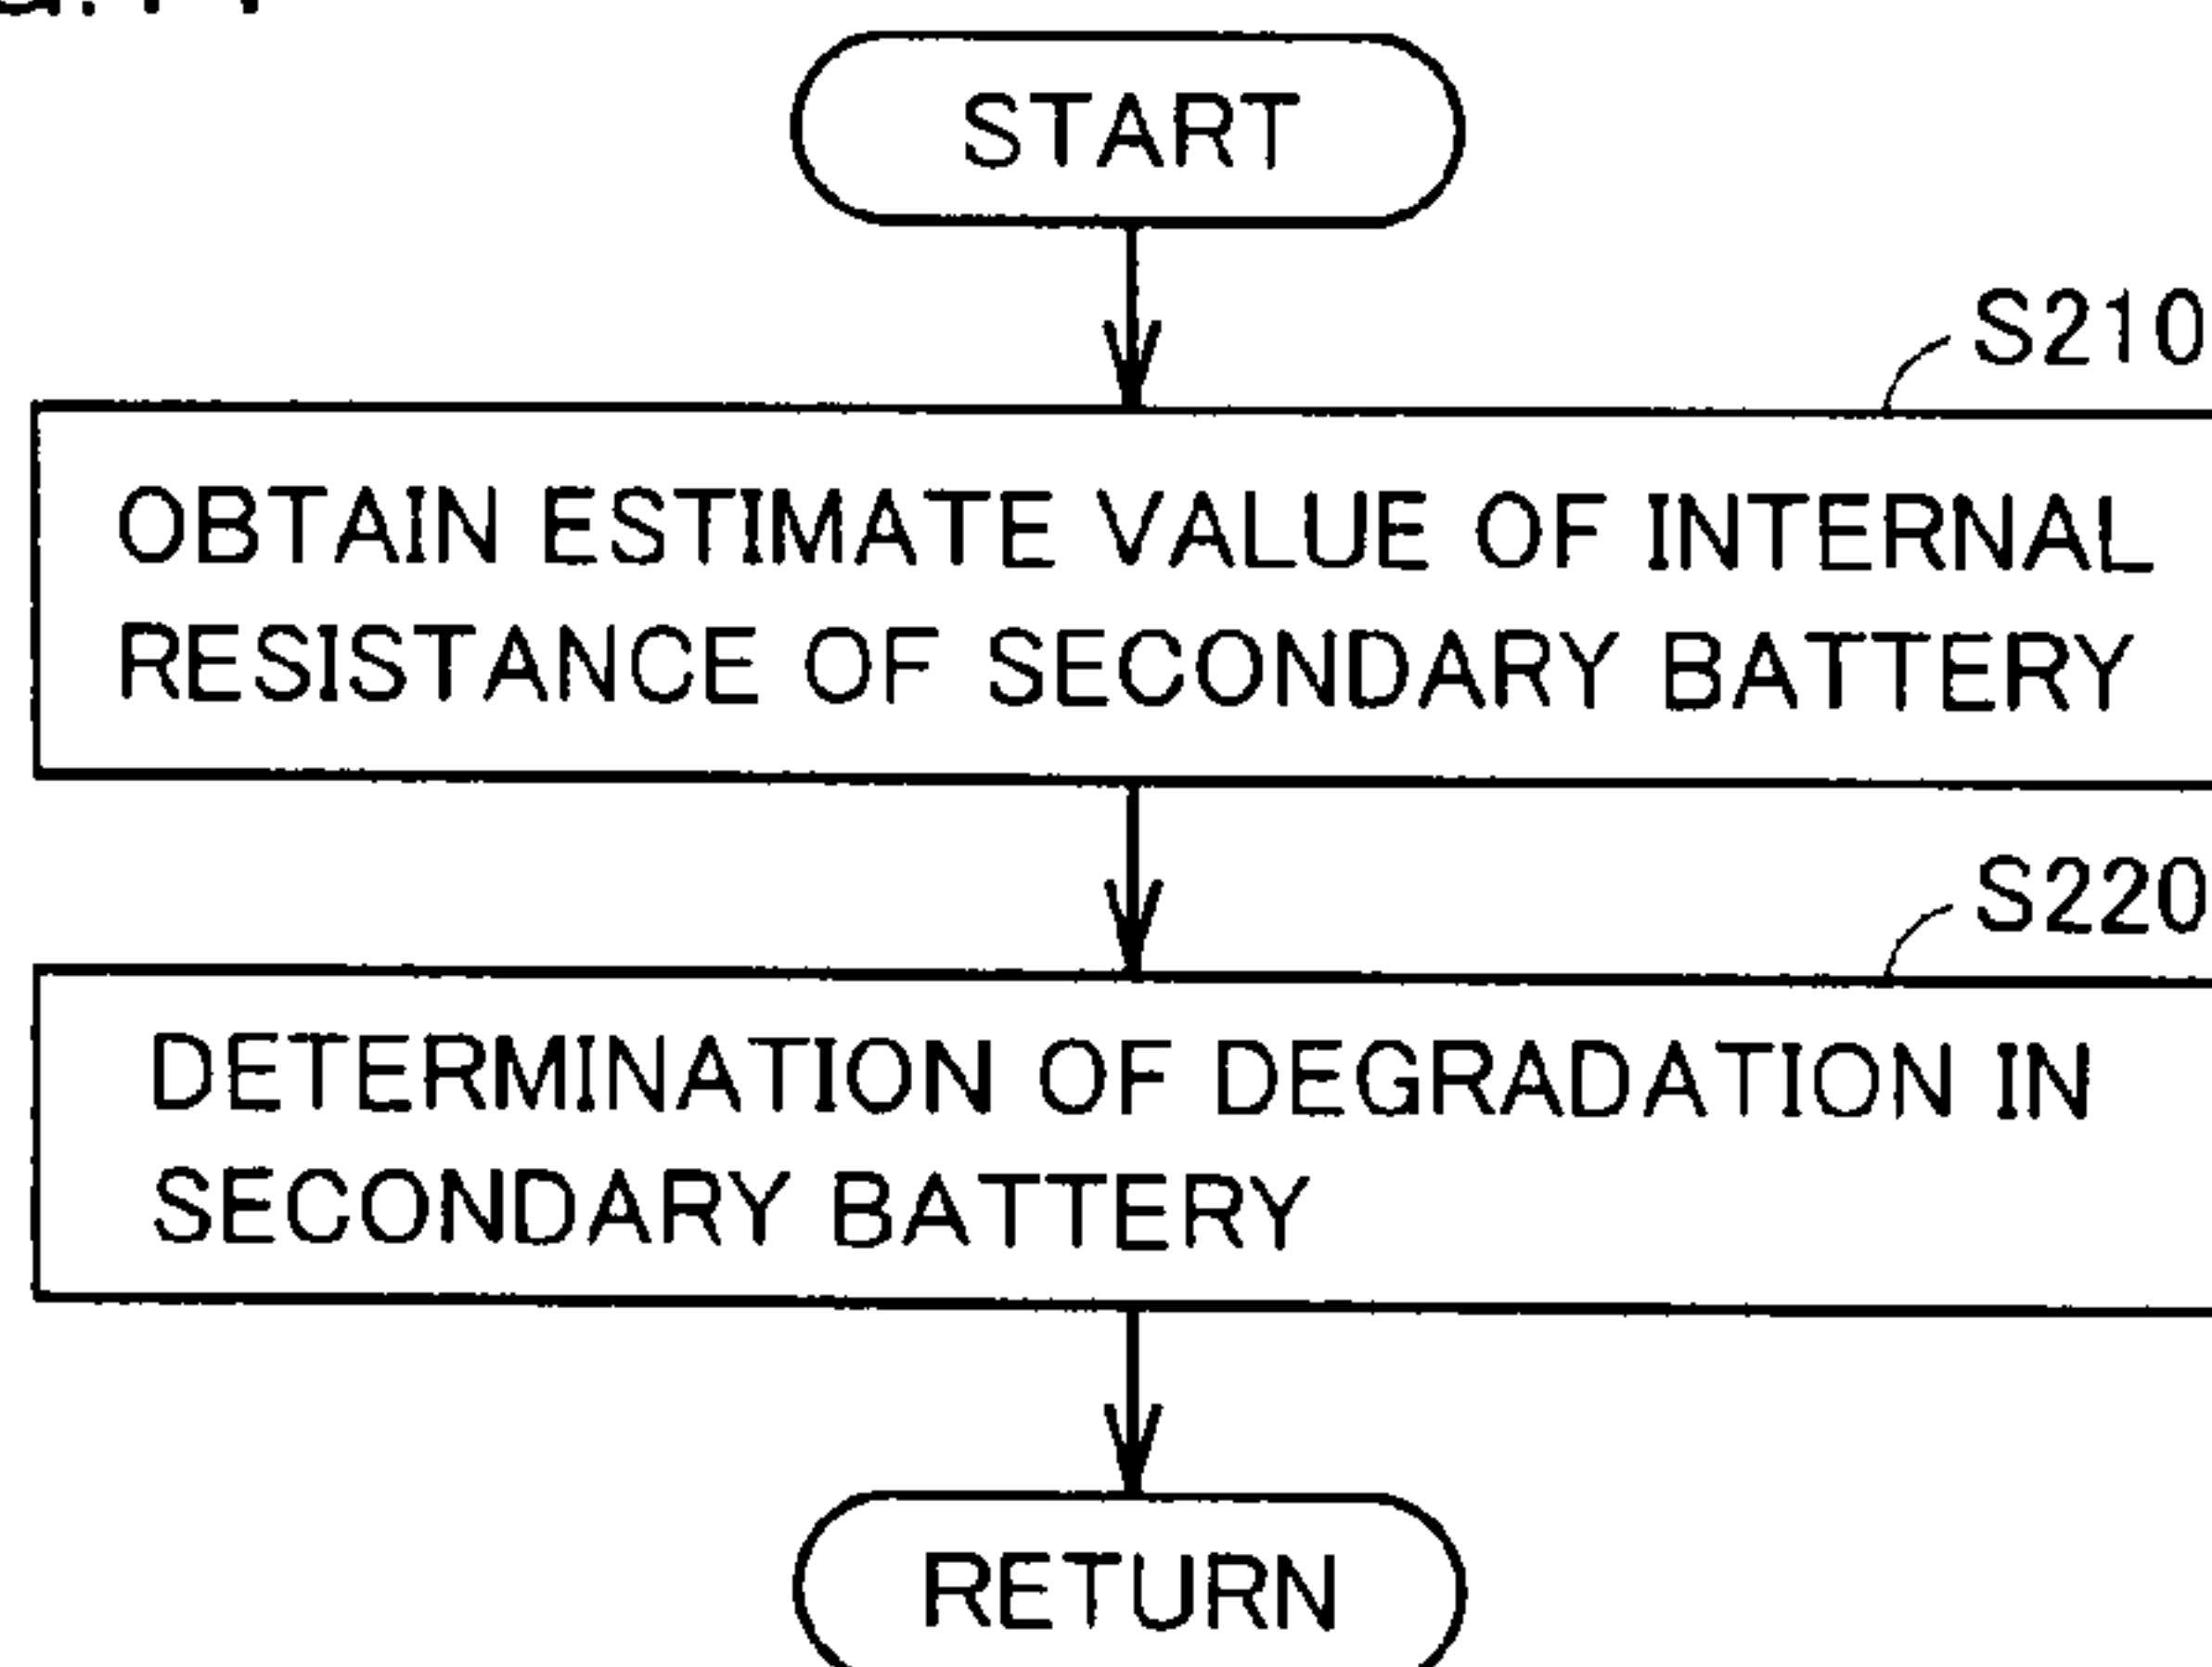 START
S210
OBTAIN ESTIMATE VALUE OF INTERNAL
RESISTANCE OF SECONDARY BATTERY
S220
DETERMINATION OF DEGRADATION IN
SECONDARY BATTERY
RETURN